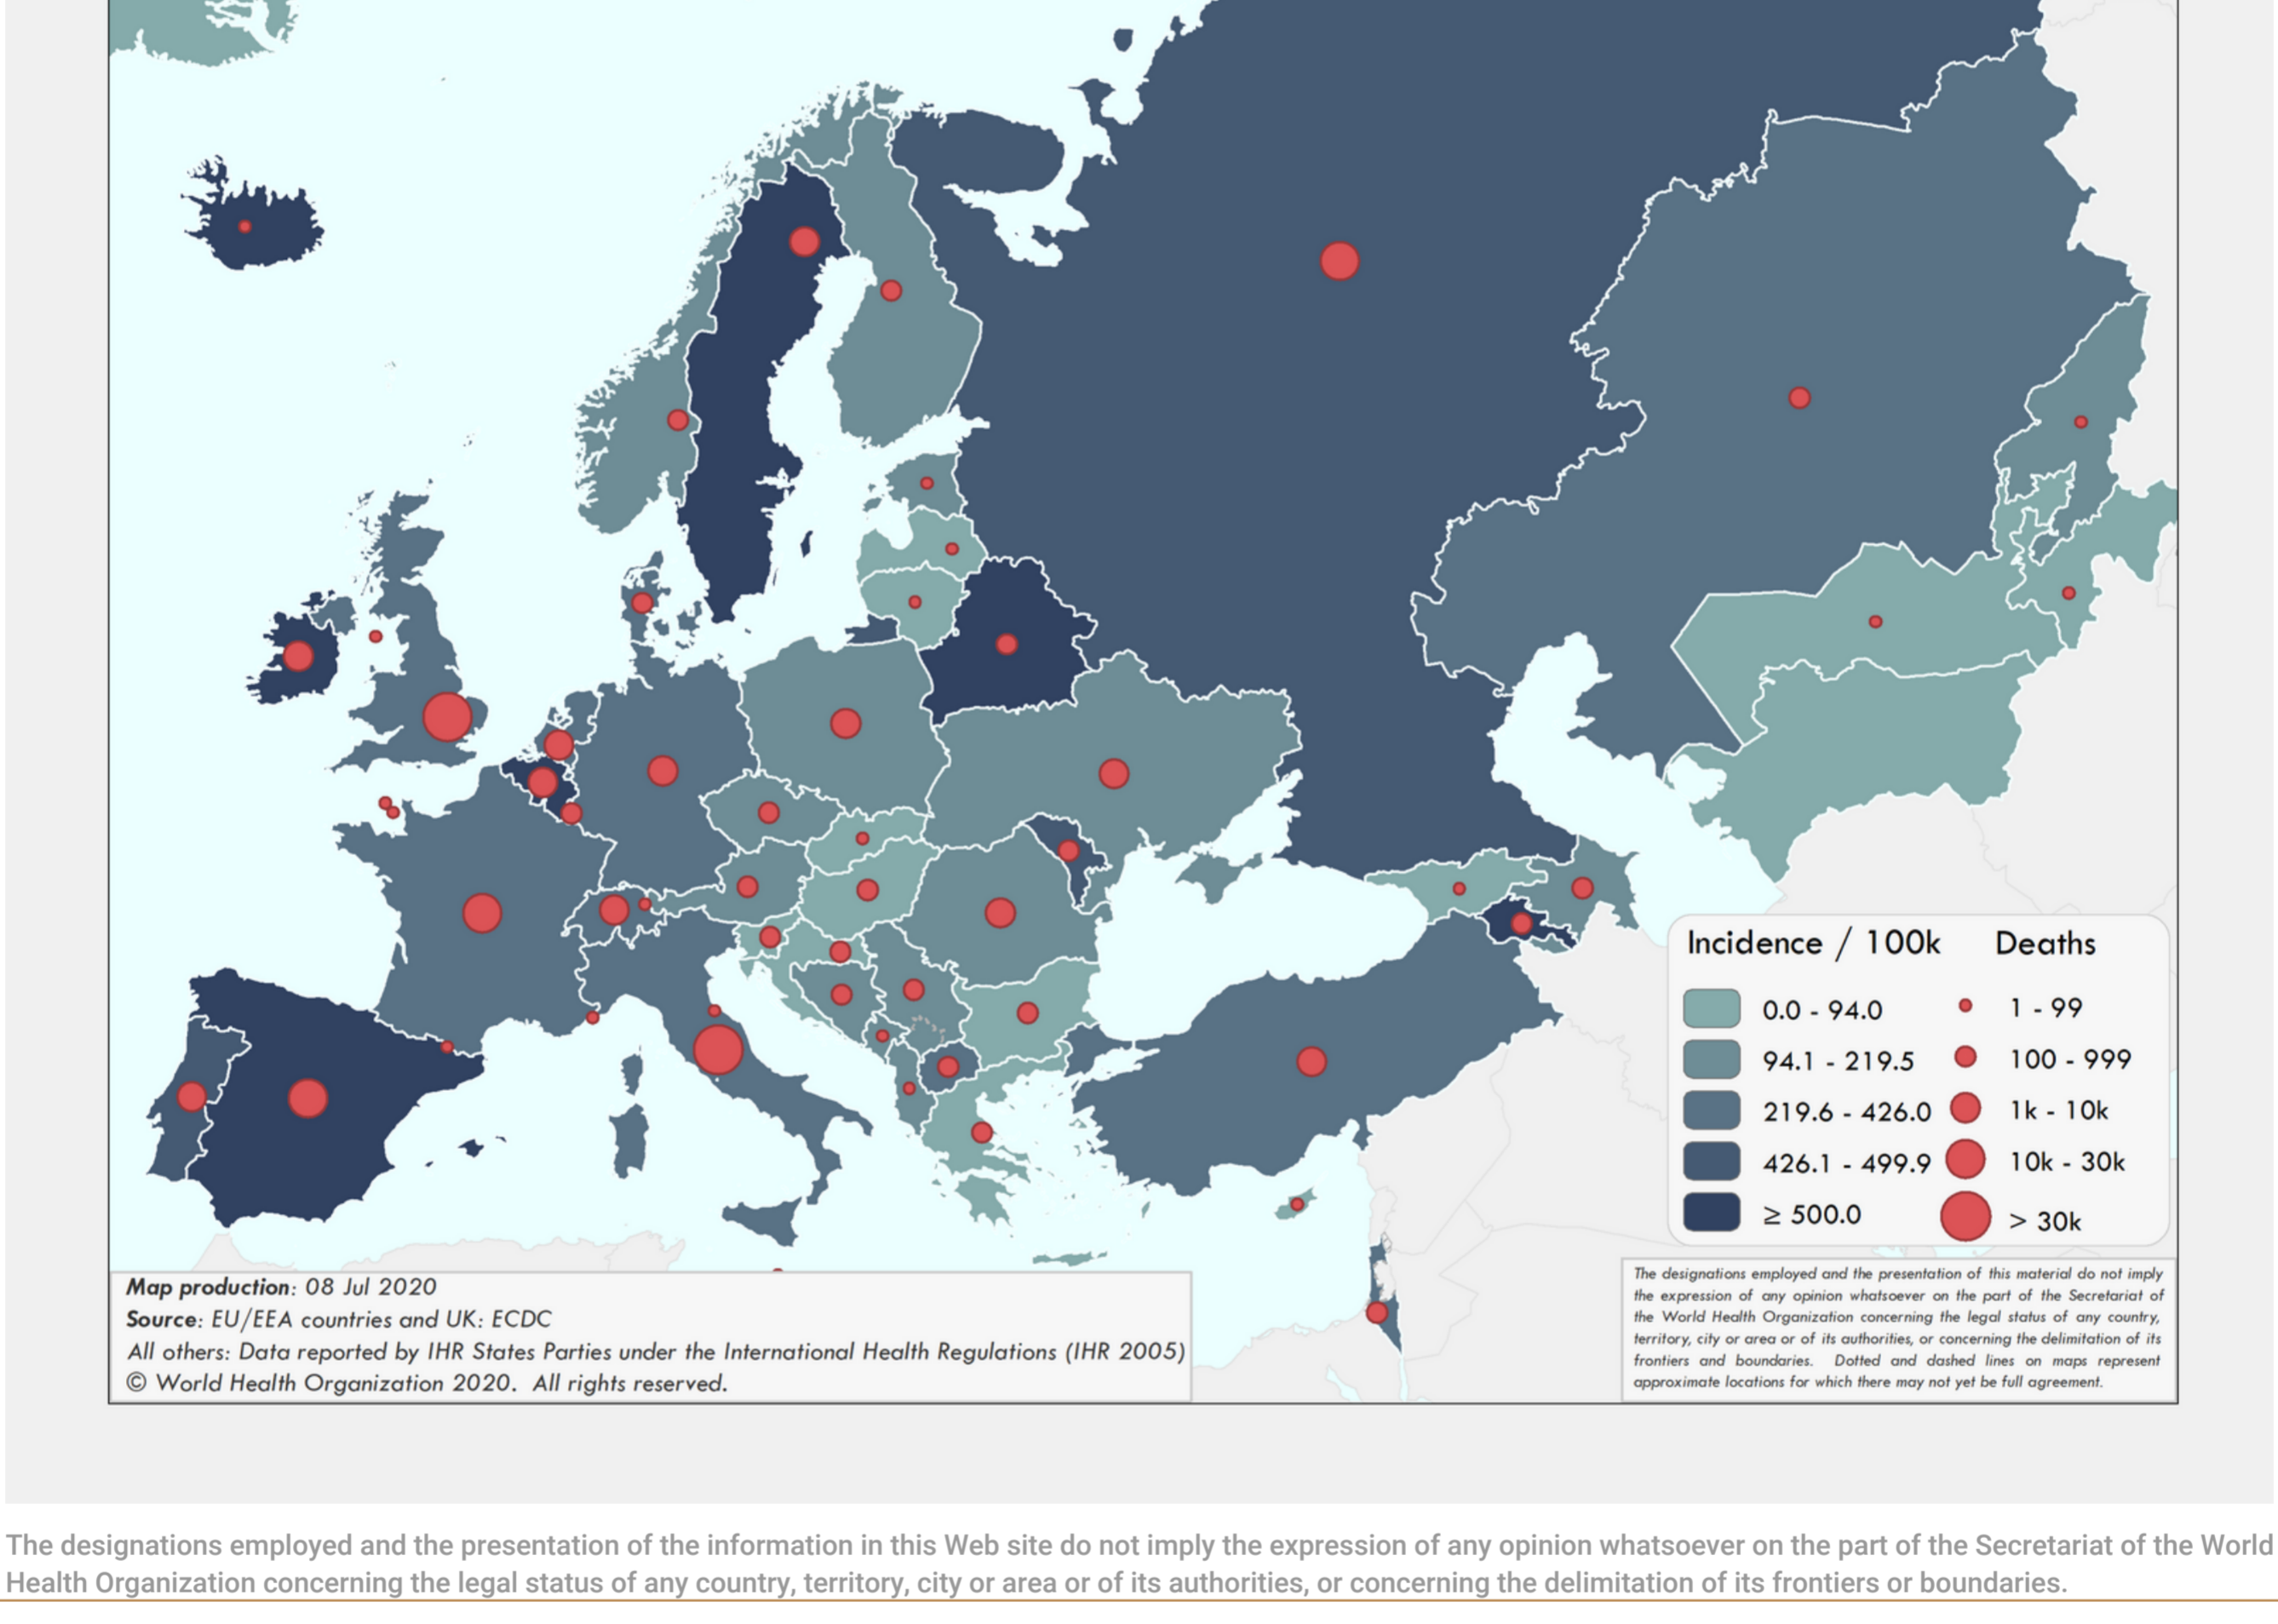 Incidence / 100k Deaths
0.0 - 94.0 1 - 99
94.1 - 219.5 100 - 999
219.6 - 426.0 1k - 10k
426.1 - 499.9 10k - 30k
≥ 500.0 > 30k
Map production: 08 Jul 2020
Source: EU/EEA countries and UK: ECDC
All others: Data reported by IHR States Parties under the International Health Regulations (IHR 2005)
© World Health Organization 2020. All rights reserved.
The designations employed and the presentation of this material do not imply
the expression of any opinion whatsoever on the part of the Secretariat of
the World Health Organization concerning the legal status of any country,
territory, city or area or of its authorities, or concerning the delimitation of its
frontiers and boundaries. Dotted and dashed lines on maps represent
approximate locations for which there may not yet be full agreement.
The designations employed and the presentation of the information in this Web site do not imply the expression of any opinion whatsoever on the part of the Secretariat of the World
Health Organization concerning the legal status of any country, territory, city or area or of its authorities, or concerning the delimitation of its frontiers or boundaries.